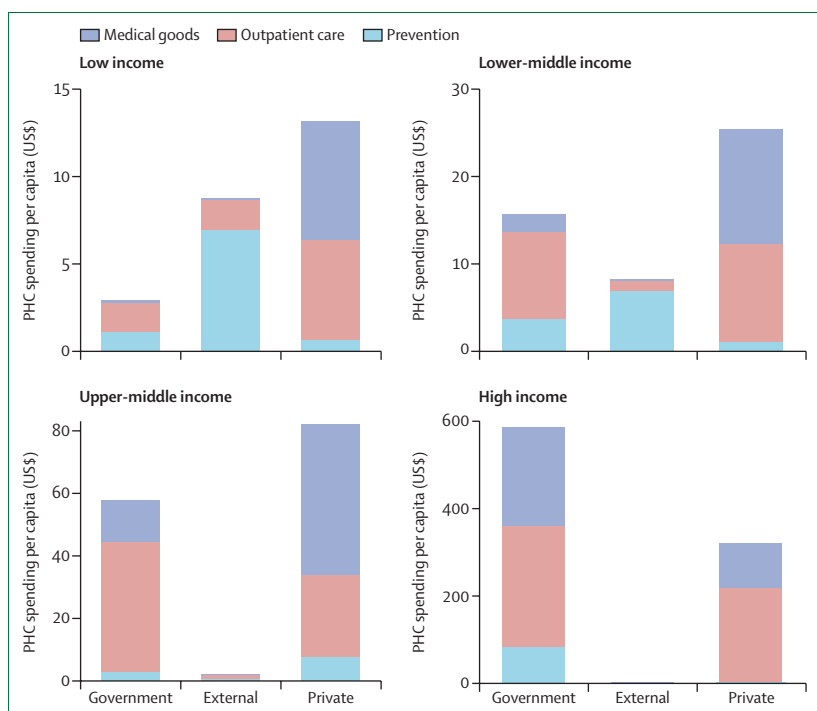 Medical goods Outpatient care Prevention
Low income
PHC spending per capita (US$)
15
10
5
0
Lower-middle income
PHC spending per capita (US$)
30
20
10
0
Upper-middle income
PHC spending per capita (US$)
80
60
40
20
0
Government External Private
High income
PHC spending per capita (US$)
600
400
200
0
Government External Private